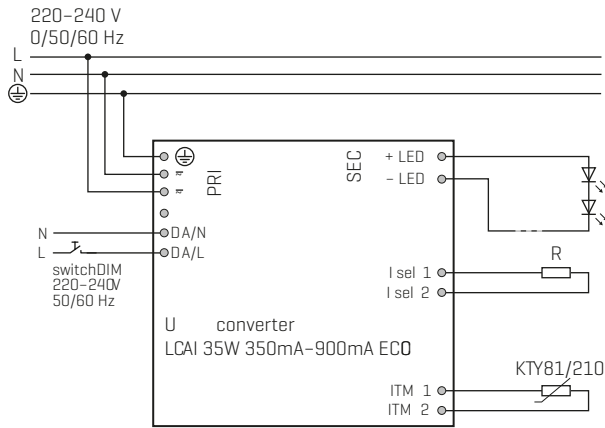 220–240 V
0/50/60 Hz
L
N
PRI
SEC
+ LED
– LED
N
DA/N
L
DA/L
switchDIM
220–240V
50/60 Hz
I sel 1
R
I sel 2
U converter
LCAI 35W 350mA–900mA ECO
KTY81/210
ITM 1
ITM 2